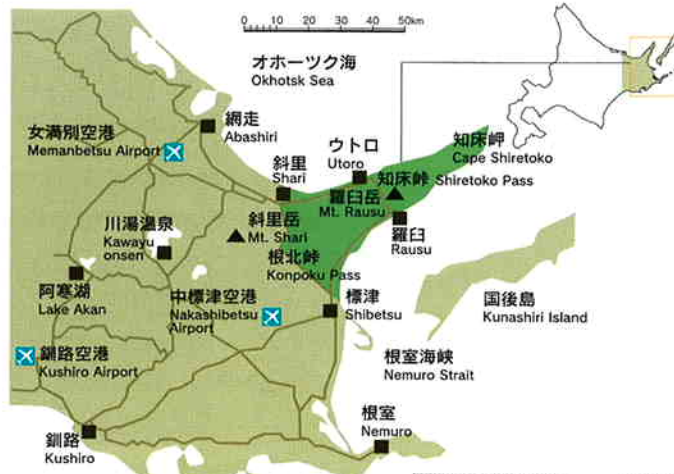 0 10 20 30 40 50km
オホーツク海
Okhotsk Sea
網走
Abashiri
女満別空港
Memanbetsu Airport
ウトロ
Utoro
知床岬
Cape Shiretoko
斜里
Shari
知床峠 Shiretoko Pass
羅臼岳
Mt. Rausu
川湯温泉
Kawayu
onsen
斜里岳
Mt. Shari
羅臼
Rausu
根北峠
Konpoku Pass
阿寒湖
Lake Akan
中標津空港
Nakashibetsu
Airport
標津
Shibetsu
国後島
Kunashiri Island
釧路空港
Kushiro Airport
根室海峡
Nemuro Strait
釧路
Kushiro
根室
Nemuro